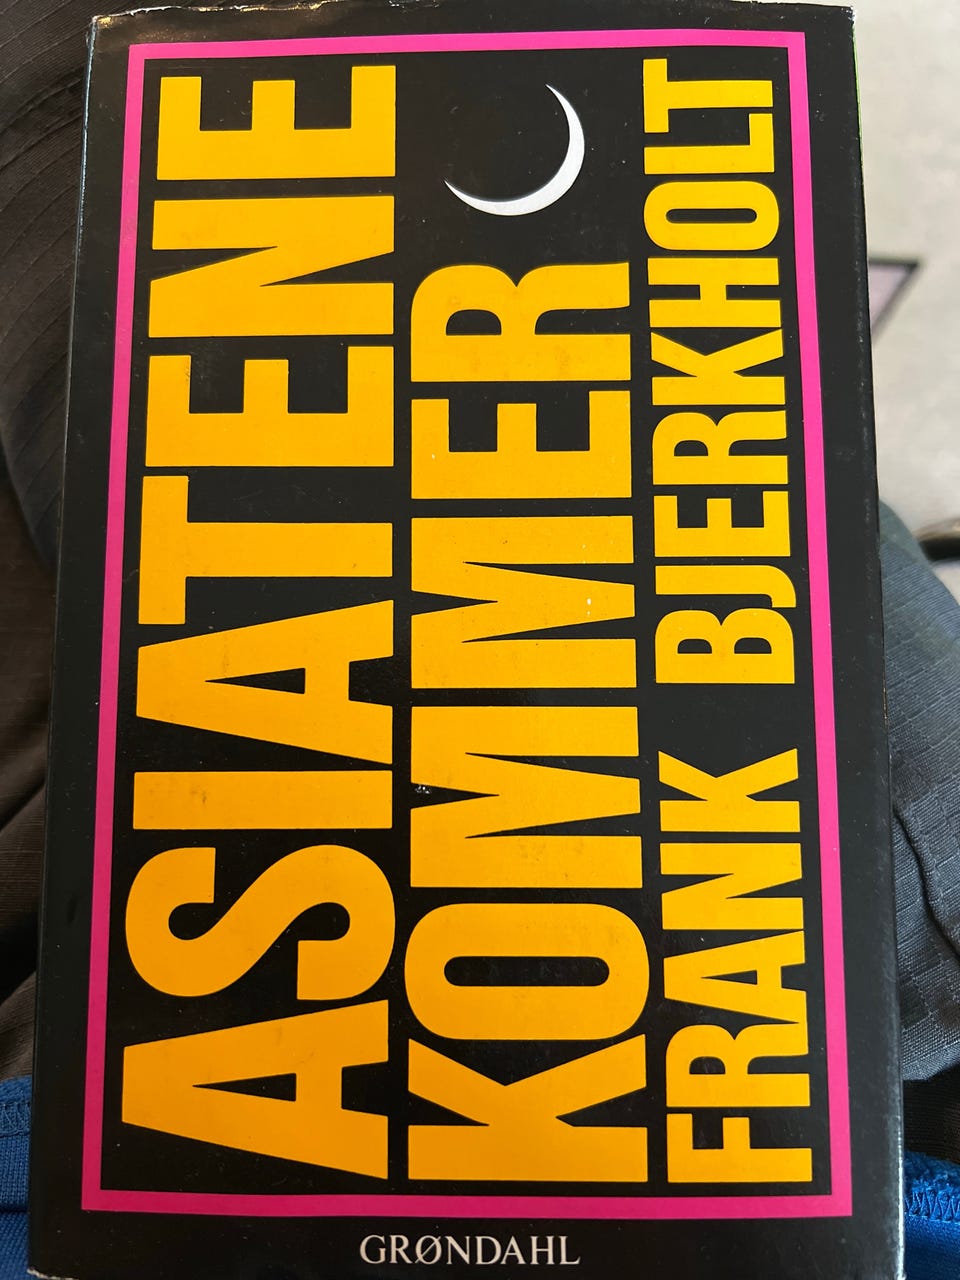 ASIATENE
KOMMER
FRANK BJERKHOLT
GRØNDAHL